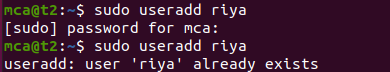 mca@t2:~$ sudo useradd riya
[sudo] password for mca:
mca@t2:~$ sudo useradd riya
useradd: user 'riya' already exists